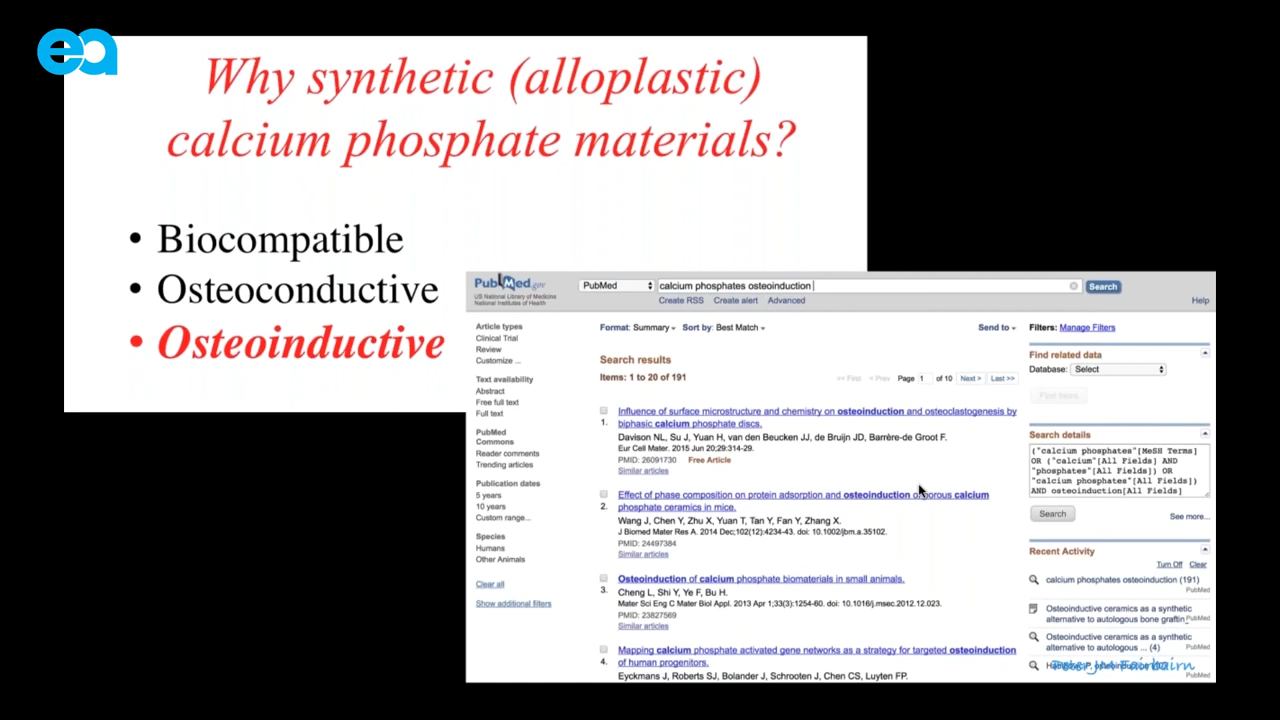 ea
Why synthetic (alloplastic)
calcium phosphate materials?
• Biocompatible
• Osteoconductive
• Osteoinductive
PubMed.gov
US National Library of Medicine
National Institutes of Health
PubMed
calcium phosphates osteoinduction
Search
Create RSS Create alert Advanced
Help
Article types
Clinical Trial
Review
Customize ...
Text availability
Abstract
Free full text
Full text
PubMed
Commons
Reader comments
Trending articles
Publication dates
5 years
10 years
Custom range...
Species
Humans
Other Animals
Clear all
Show additional filters
Format: Summary Sort by: Best Match
Send to
Search results
Items: 1 to 20 of 191
<< First < Prev Page 1 of 10 Next > Last >>
1. Influence of surface microstructure and chemistry on osteoinduction and osteoclastogenesis by
biphasic calcium phosphate discs.
Davison NL, Su J, Yuan H, van den Beucken JJ, de Bruijn JD, Barrère-de Groot F.
Eur Cell Mater. 2015 Jun 20;29:314-29.
PMID: 26091730 Free Article
Similar articles
2. Effect of phase composition on protein adsorption and osteoinduction of porous calcium
phosphate ceramics in mice.
Wang J, Chen Y, Zhu X, Yuan T, Tan Y, Fan Y, Zhang X.
J Biomed Mater Res A. 2014 Dec;102(12):4234-43. doi: 10.1002/jbm.a.35102.
PMID: 24497384
Similar articles
3. Osteoinduction of calcium phosphate biomaterials in small animals.
Cheng L, Shi Y, Ye F, Bu H.
Mater Sci Eng C Mater Biol Appl. 2013 Apr 1;33(3):1254-60. doi: 10.1016/j.msec.2012.12.023.
PMID: 23827569
Similar articles
4. Mapping calcium phosphate activated gene networks as a strategy for targeted osteoinduction
of human progenitors.
Eyckmans J, Roberts SJ, Bolander J, Schrooten J, Chen CS, Luyten FP.
Filters: Manage Filters
Find related data
Database: Select
Find items
Search details
("calcium phosphates"[MeSH Terms]
OR ("calcium"[All Fields] AND
"phosphates"[All Fields]) OR
"calcium phosphates"[All Fields])
AND osteoinduction[All Fields]
Search
See more...
Recent Activity
Turn Off Clear
calcium phosphates osteoinduction (191)
PubMed
Osteoinductive ceramics as a synthetic
alternative to autologous bone graftin
PubMed
Osteoinductive ceramics as a synthetic
alternative to autologous ... (4)
PubMed
Fairbairn
PubMed